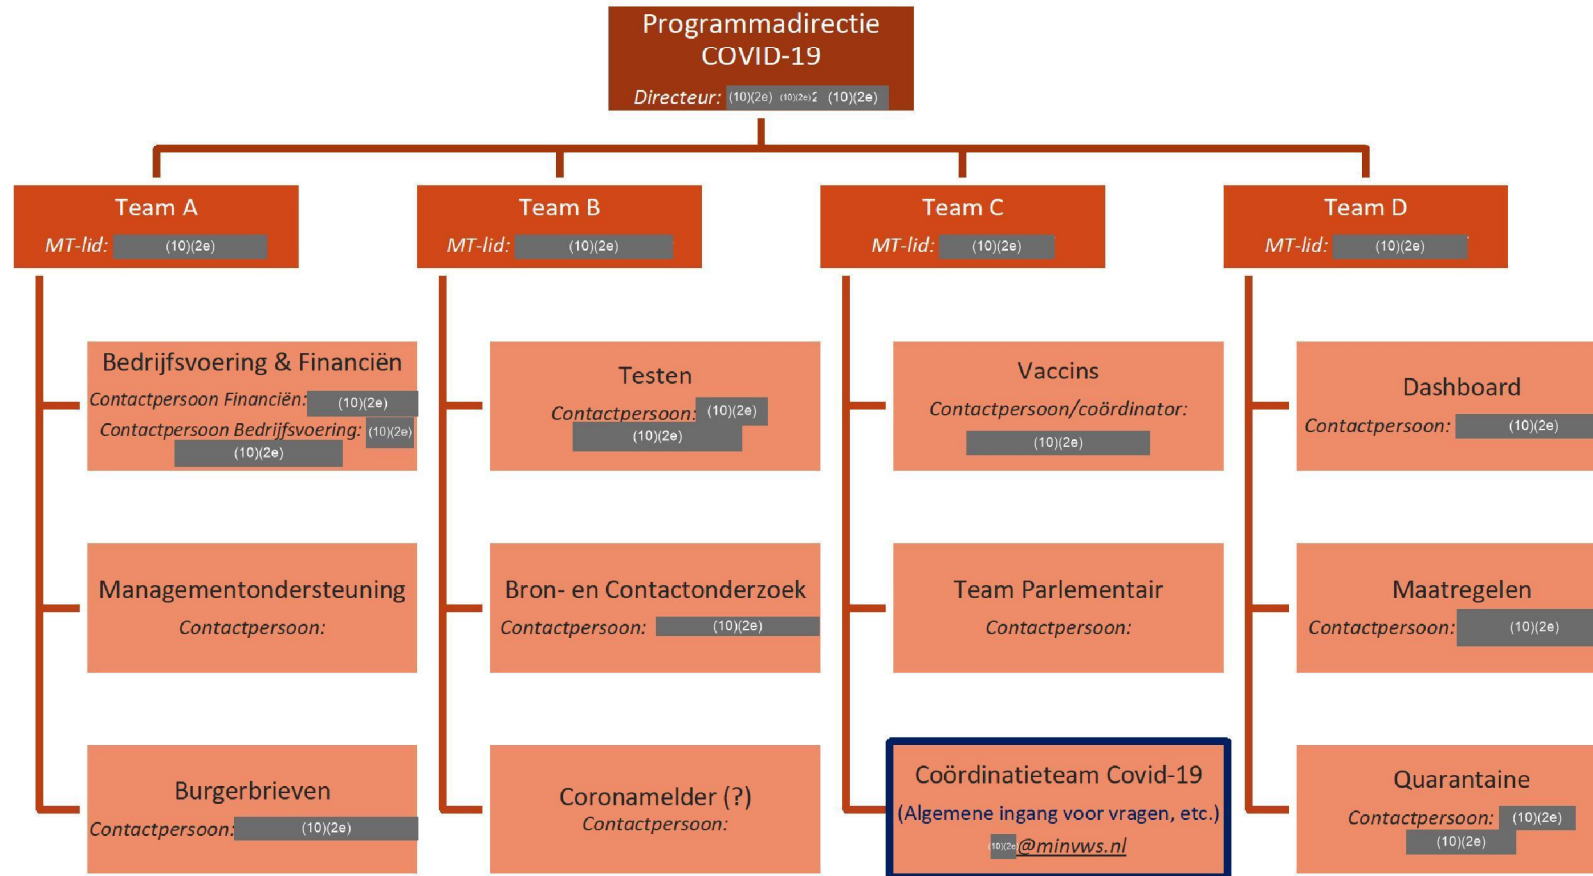 Programmadirectie
COVID-19
Directeur: (10)(2e) (10)(2e)2 (10)(2e)
Team A
MT-lid: (10)(2e)
Team B
MT-lid: (10)(2e)
Team C
MT-lid: (10)(2e)
Team D
MT-lid: (10)(2e)
Bedrijfsvoering & Financiën
Contactpersoon Financiën: (10)(2e)
Contactpersoon Bedrijfsvoering: (10)(2e)
(10)(2e)
Testen
Contactpersoon: (10)(2e)
(10)(2e)
Vaccins
Contactpersoon/coördinator:
(10)(2e)
Dashboard
Contactpersoon: (10)(2e)
Managementondersteuning
Contactpersoon:
Bron- en Contactonderzoek
Contactpersoon: (10)(2e)
Team Parlementair
Contactpersoon:
Maatregelen
Contactpersoon: (10)(2e)
Burgerbrieven
Contactpersoon: (10)(2e)
Coronamelder (?)
Contactpersoon:
Coördinatieteam Covid-19
(Algemene ingang voor vragen, etc.)
(10)(2e @minvws.nl
Quarantaine
Contactpersoon: (10)(2e)
(10)(2e)